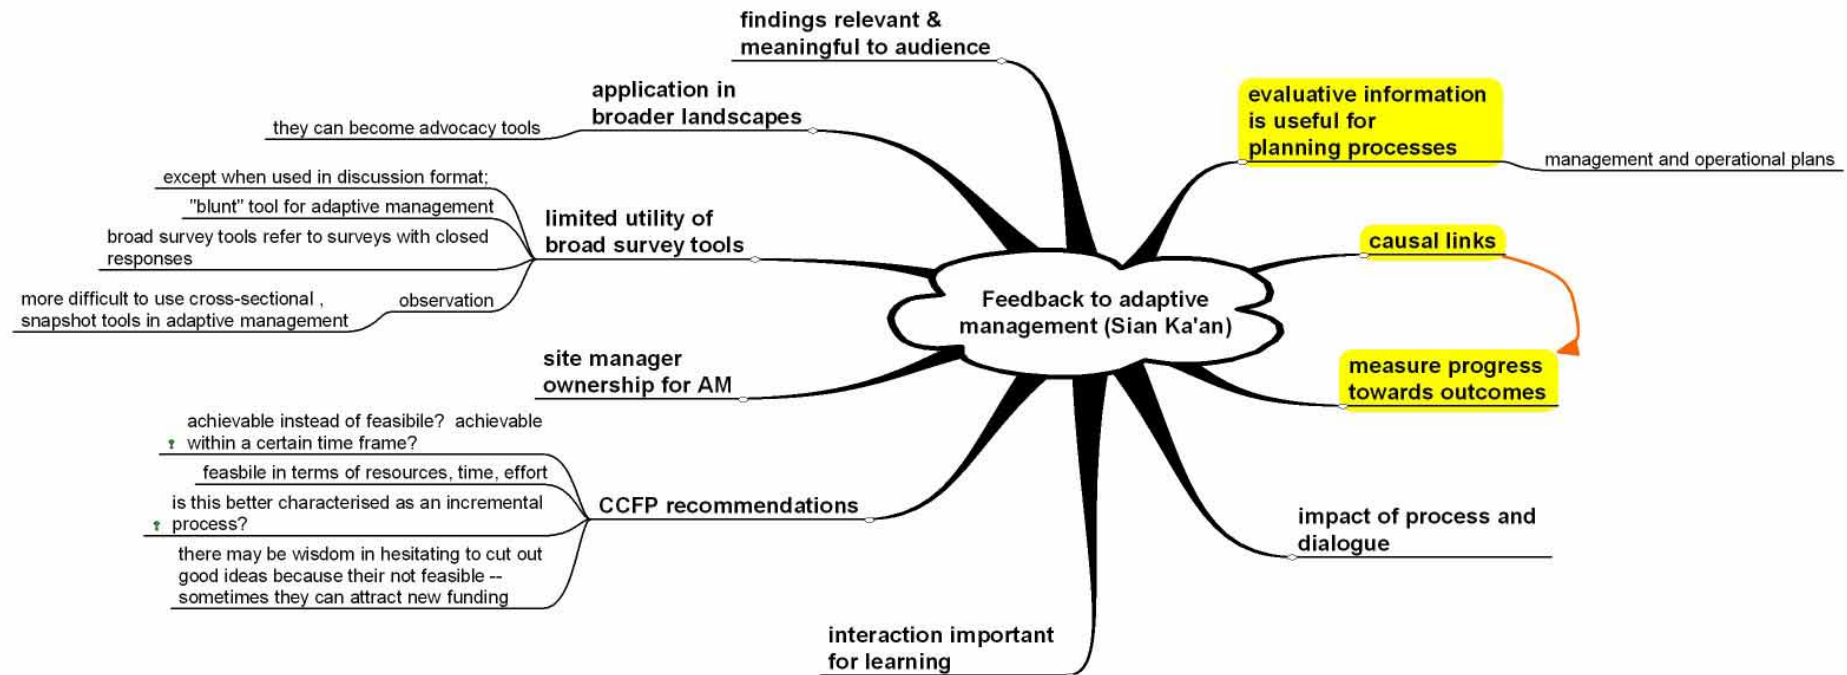 findings relevant &
meaningful to audience
application in
broader landscapes
they can become advocacy tools
limited utility of
broad survey tools
except when used in discussion format;
"blunt" tool for adaptive management
broad survey tools refer to surveys with closed
responses
observation
more difficult to use cross-sectional ,
snapshot tools in adaptive management
site manager
ownership for AM
CCFP recommendations
achievable instead of feasibile?  achievable
within a certain time frame?
feasbile in terms of resources, time, effort
is this better characterised as an incremental
process?
there may be wisdom in hesitating to cut out
good ideas because their not feasible --
sometimes they can attract new funding
interaction important
for learning
Feedback to adaptive
management (Sian Ka'an)
evaluative information
is useful for
planning processes
management and operational plans
causal links
measure progress
towards outcomes
impact of process and
dialogue